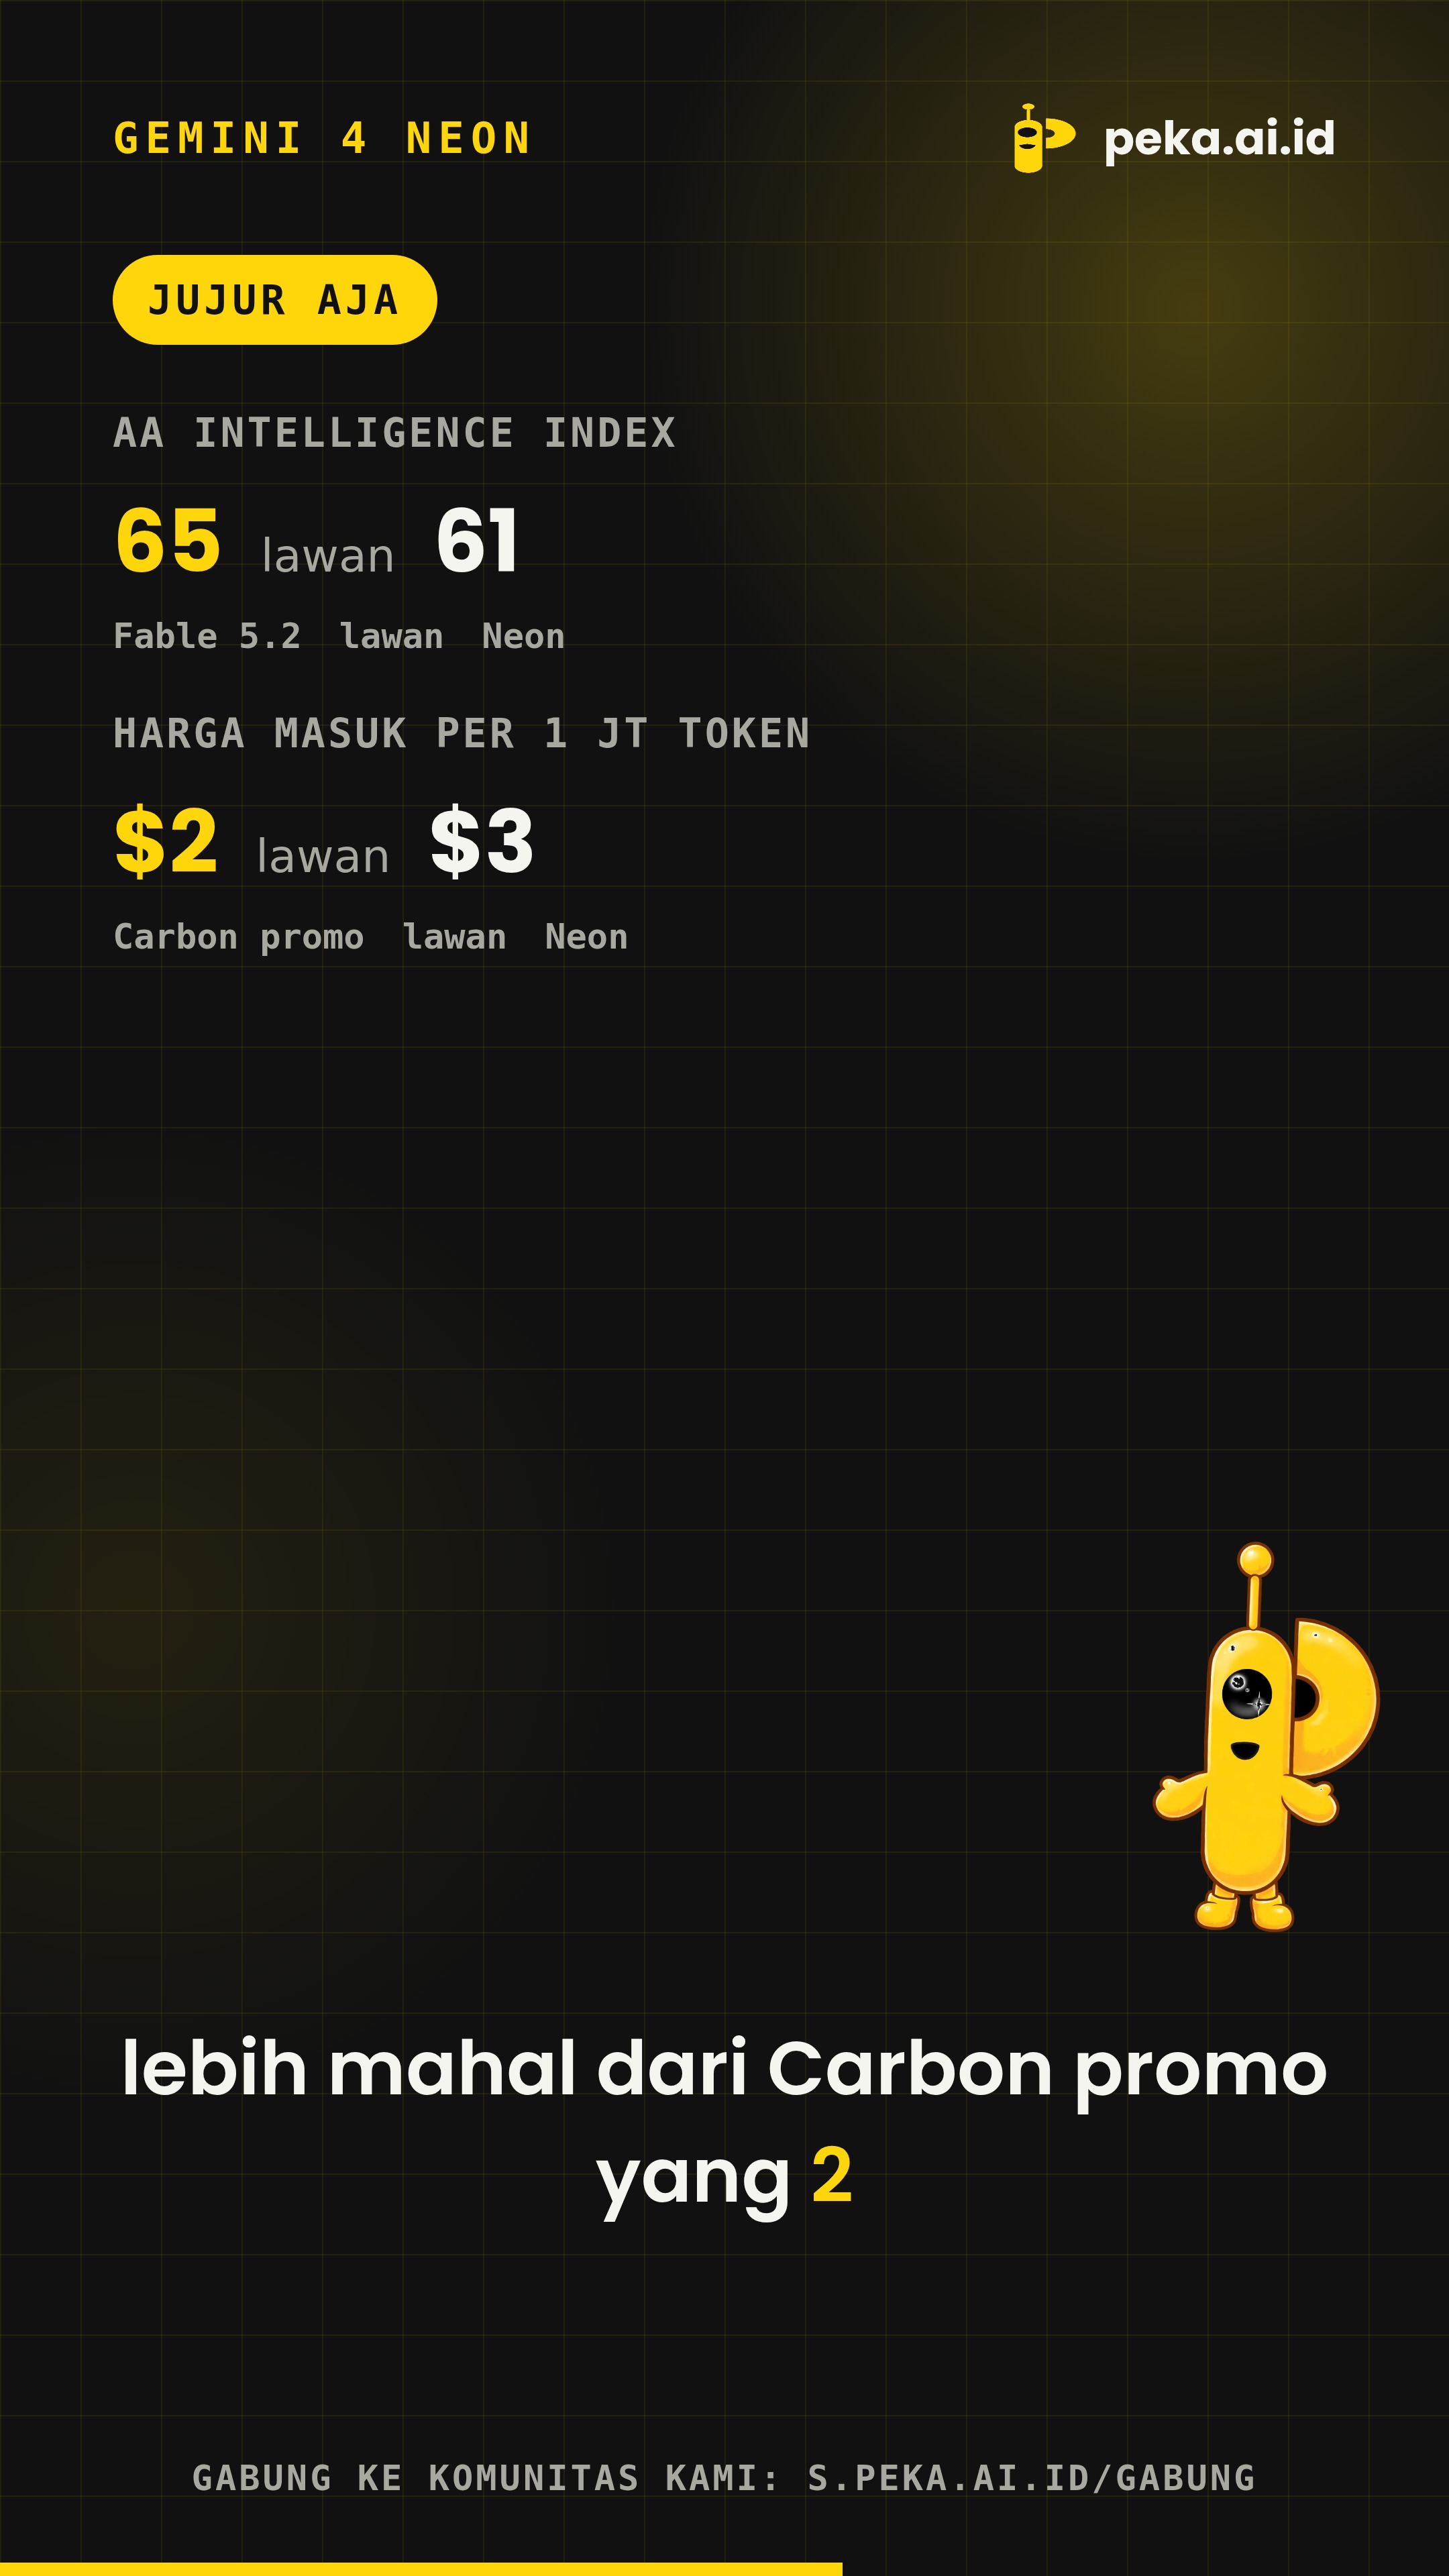 GEMINI 4 NEON
peka.ai.id
JUJUR AJA
AA INTELLIGENCE INDEX
65 lawan 61
Fable 5.2 lawan Neon
HARGA MASUK PER 1 JT TOKEN
$2 lawan $3
Carbon promo lawan Neon
lebih mahal dari Carbon promo
yang 2
GABUNG KE KOMUNITAS KAMI: S.PEKA.AI.ID/GABUNG